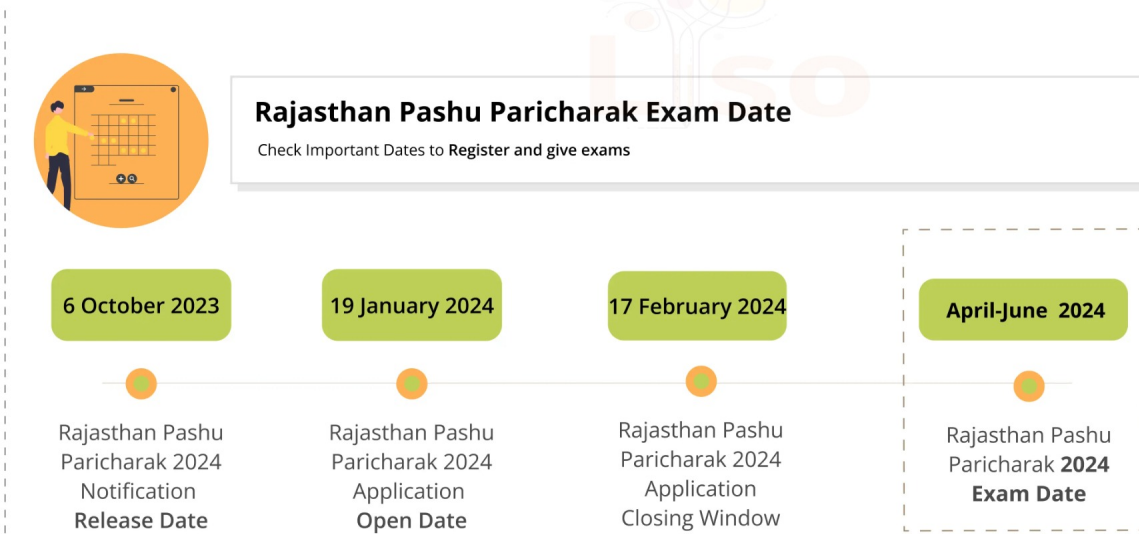 Liso
Rajasthan Pashu Paricharak Exam Date
Check Important Dates to Register and give exams
6 October 2023
19 January 2024
17 February 2024
April-June 2024
Rajasthan Pashu
Paricharak 2024
Notification
Release Date
Rajasthan Pashu
Paricharak 2024
Application
Open Date
Rajasthan Pashu
Paricharak 2024
Application
Closing Window
Rajasthan Pashu
Paricharak 2024
Exam Date